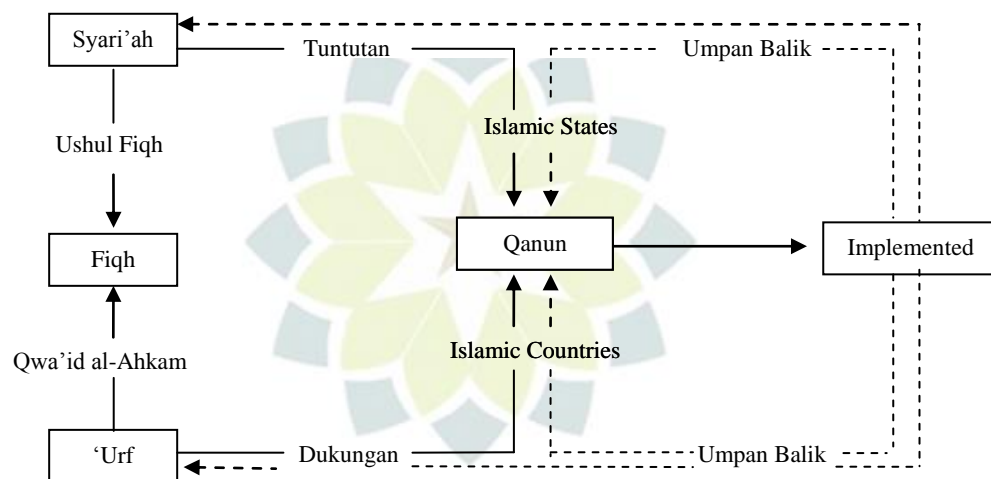 Syari’ah
Tuntutan
Umpan Balik
Islamic States
Ushul Fiqh
Fiqh
Qanun
Implemented
Islamic Countries
Qwa’id al-Ahkam
‘Urf
Dukungan
Umpan Balik